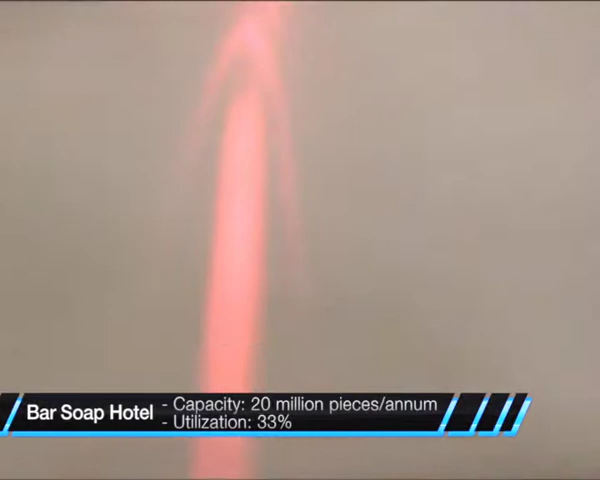 Bar Soap Hotel
- Capacity: 20 million pieces/annum
- Utilization: 33%